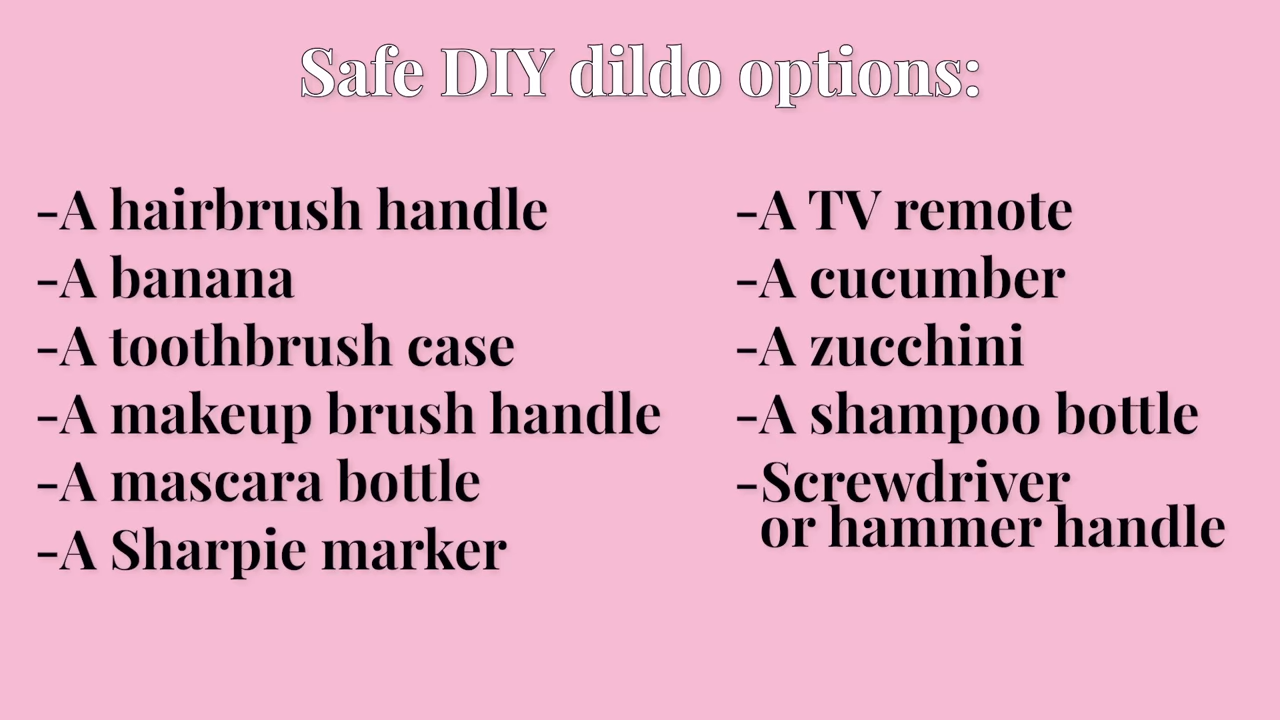 Safe DIY dildo options:
-A hairbrush handle
-A banana
-A toothbrush case
-A makeup brush handle
-A mascara bottle
-A Sharpie marker
-A TV remote
-A cucumber
-A zucchini
-A shampoo bottle
-Screwdriver
or hammer handle